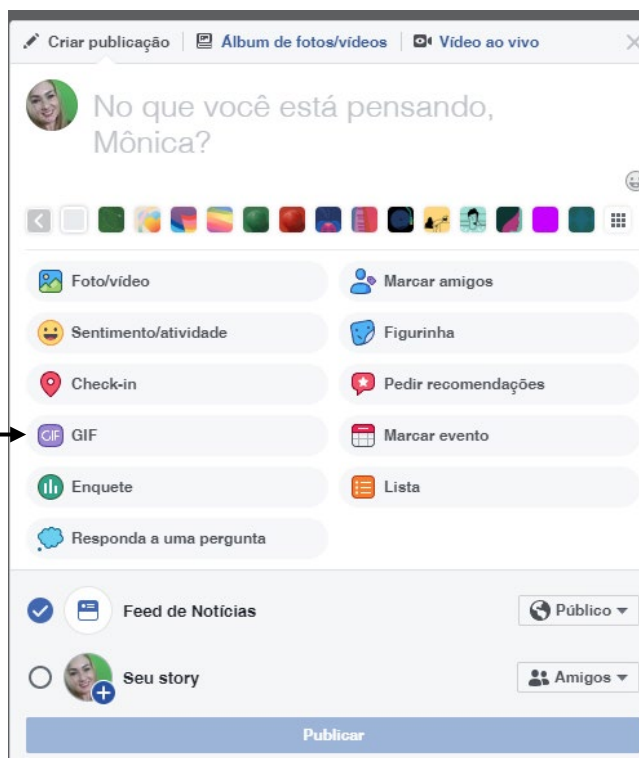 Criar publicação Álbum de fotos/vídeos Vídeo ao vivo
No que você está pensando,
Mônica?
Foto/vídeo Marcar amigos
Sentimento/atividade Figurinha
Check-in Pedir recomendações
GIF GIF Marcar evento
Enquete Lista
Responda a uma pergunta
Feed de Notícias Público
Seu story Amigos
Publicar